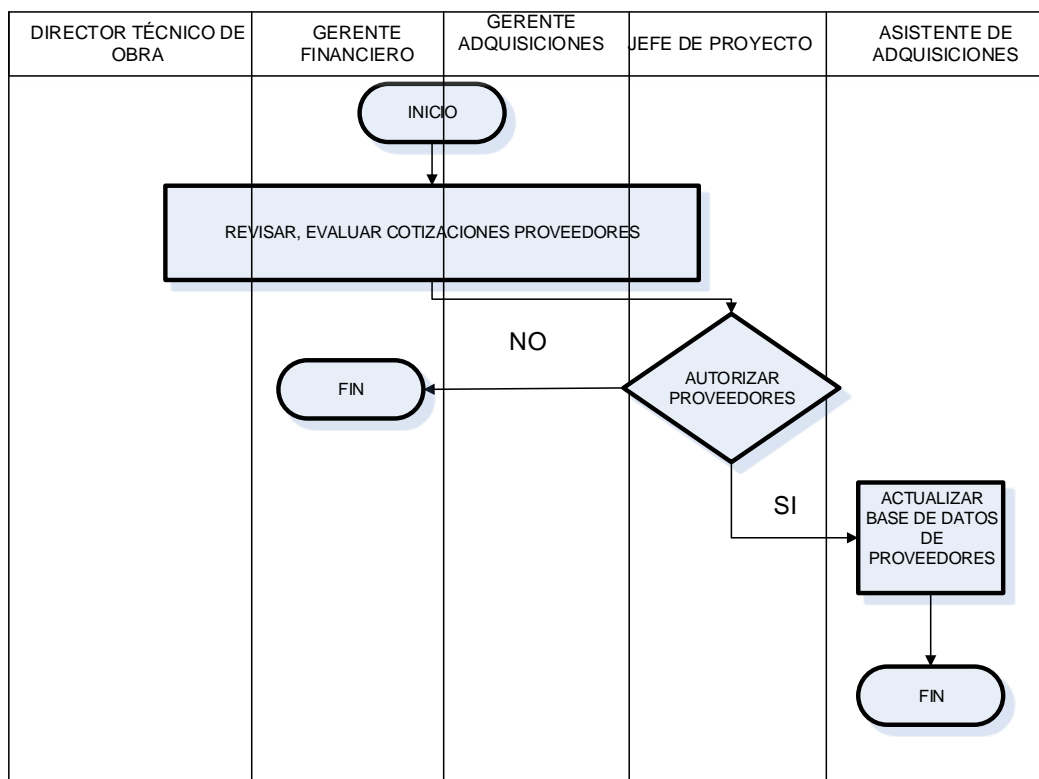 DIRECTOR TÉCNICO DE
OBRA
GERENTE
FINANCIERO
GERENTE
ADQUISICIONES
JEFE DE PROYECTO
ASISTENTE DE
ADQUISICIONES
INICIO
REVISAR, EVALUAR COTIZACIONES PROVEEDORES
NO
FIN
AUTORIZAR
PROVEEDORES
SI
ACTUALIZAR
BASE DE DATOS
DE
PROVEEDORES
FIN